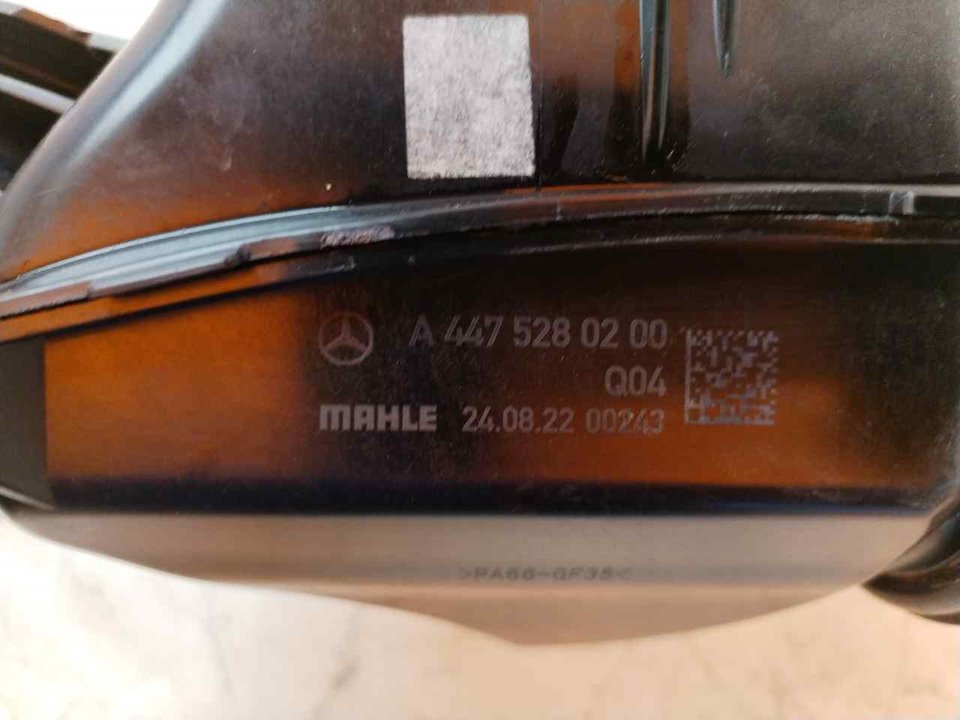 A 447 528 02 00
Q04
MAHLE 24.08.22 00243
>PA66-GF35<